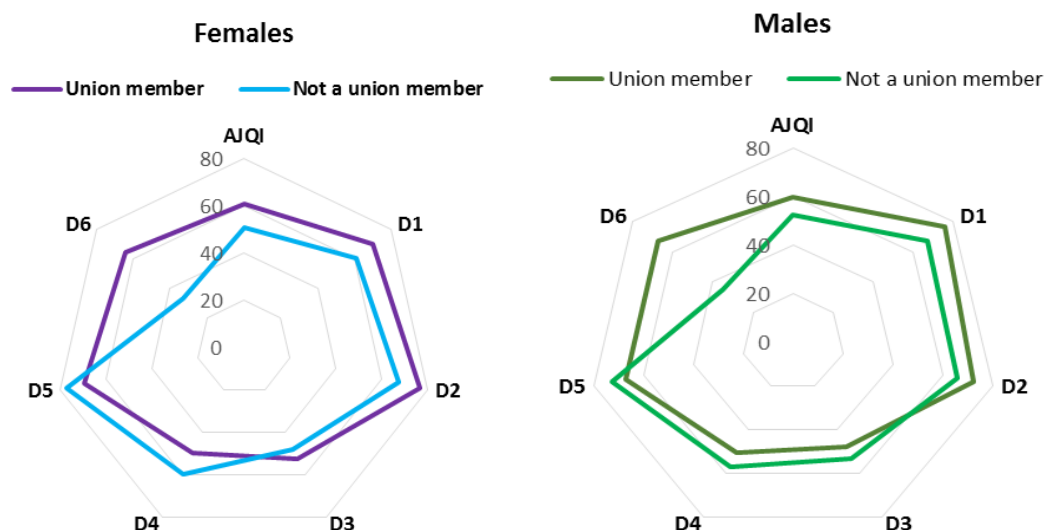 Females
Union member
Not a union member
AJQI
80
60
40
20
0
D1
D2
D3
D4
D5
D6
Males
Union member
Not a union member
AJQI
80
60
40
20
0
D1
D2
D3
D4
D5
D6